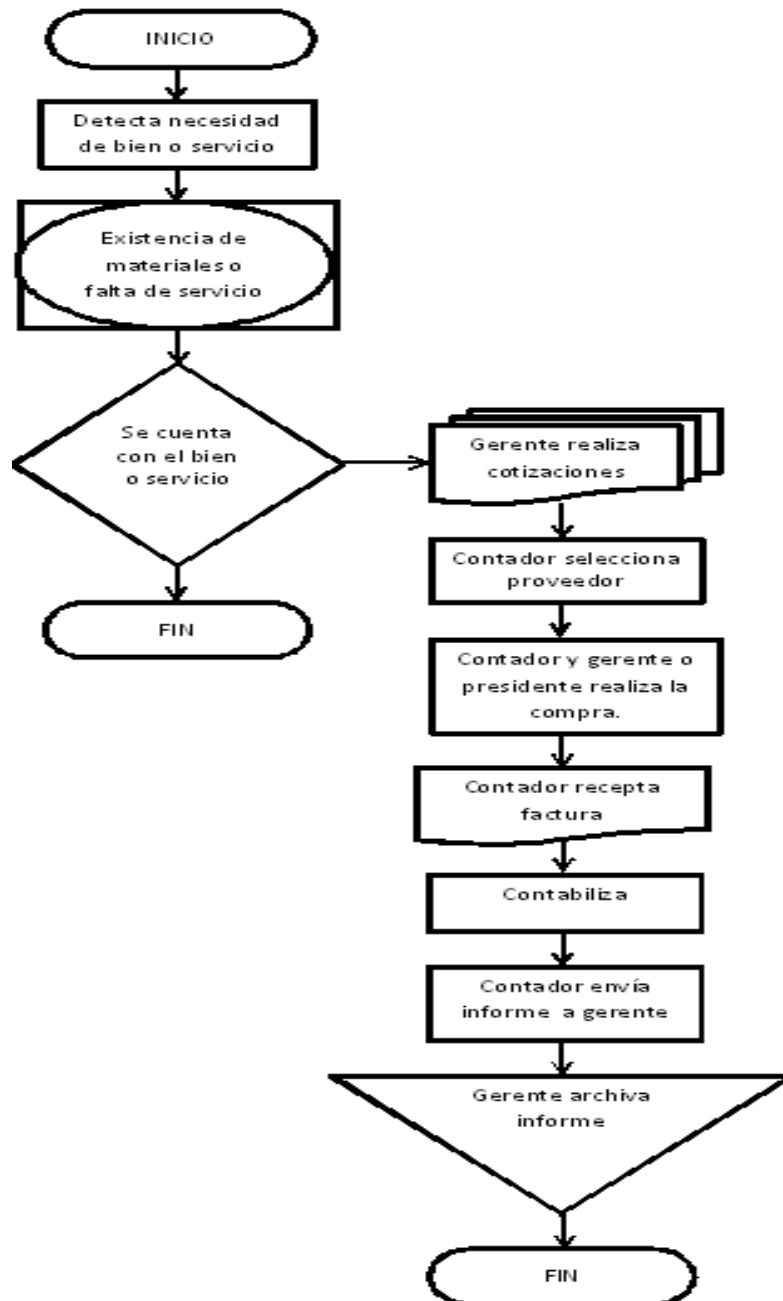 INICIO
Detecta necesidad
de bien o servicio
Existencia de
materiales o
falta de servicio
Se cuenta
con el bien
o servicio
FIN
Gerente realiza
cotizaciones
Contador selecciona
proveedor
Contador y gerente o
presidente realiza la
compra.
Contador recepta
factura
Contabiliza
Contador envía
informe a gerente
Gerente archiva
informe
FIN